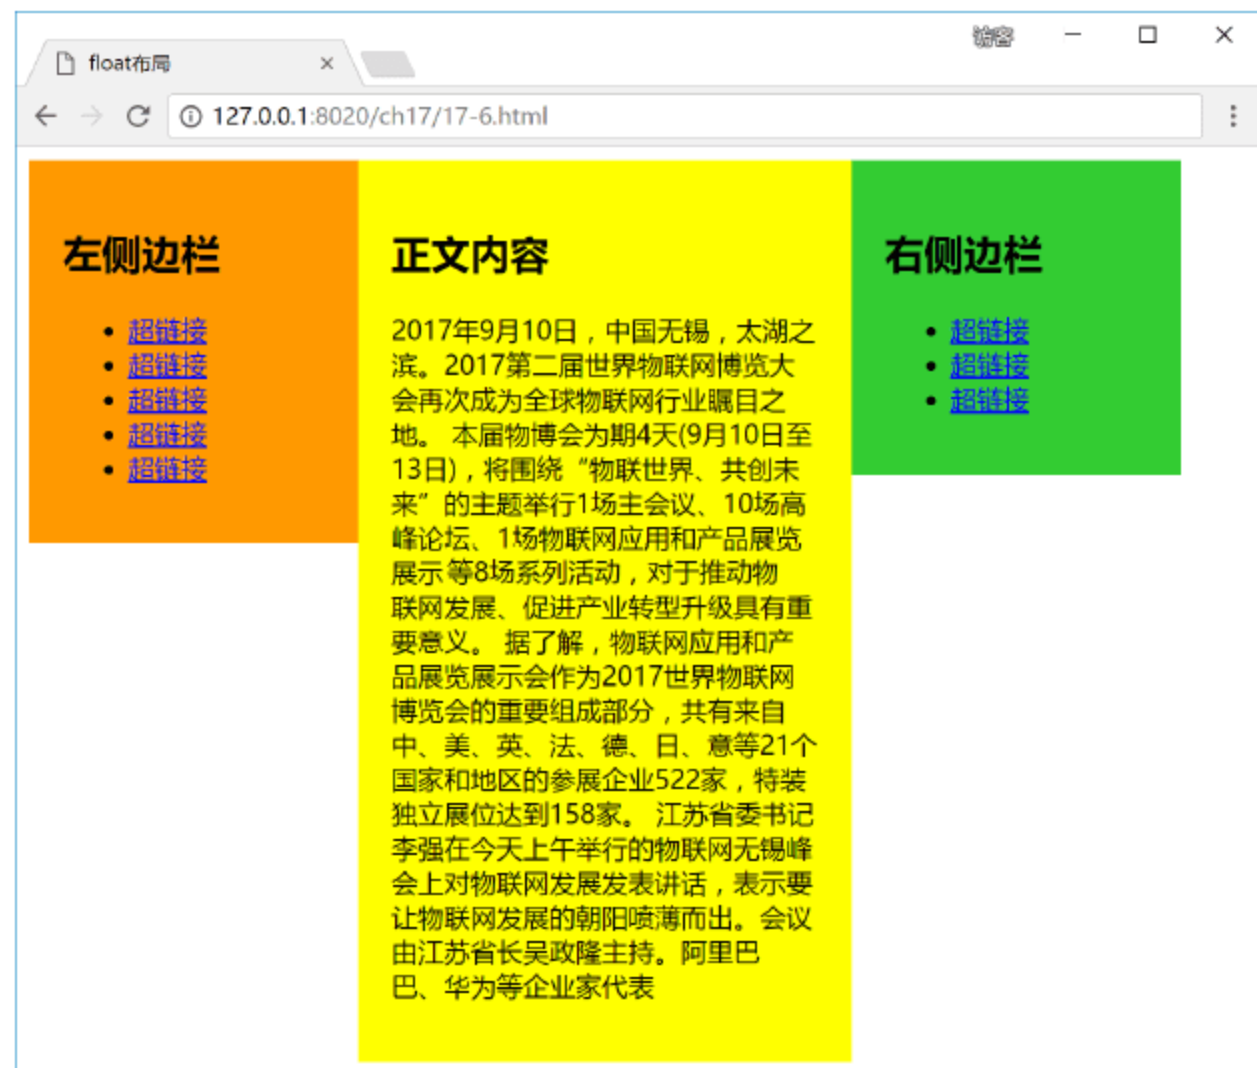 访客
float布局
127.0.0.1:8020/ch17/17-6.html
左侧边栏
超链接
超链接
超链接
超链接
超链接
正文内容
2017年9月10日，中国无锡，太湖之
滨。2017第二届世界物联网博览大
会再次成为全球物联网行业瞩目之
地。 本届物博会为期4天(9月10日至
13日)，将围绕“物联世界、共创未
来”的主题举行1场主会议、10场高
峰论坛、1场物联网应用和产品展览
展示 等8场系列活动，对于推动物
联网发展、促进产业转型升级具有重
要意义。 据了解，物联网应用和产
品展览展示会作为2017世界物联网
博览会的重要组成部分，共有来自
中、美、英、法、德、日、意等21个
国家和地区的参展企业522家，特装
独立展位达到158家。 江苏省委书记
李强在今天上午举行的物联网无锡峰
会上对物联网发展发表讲话，表示要
让物联网发展的朝阳喷薄而出。会议
由江苏省长吴政隆主持。阿里巴
巴、华为等企业家代表
右侧边栏
超链接
超链接
超链接